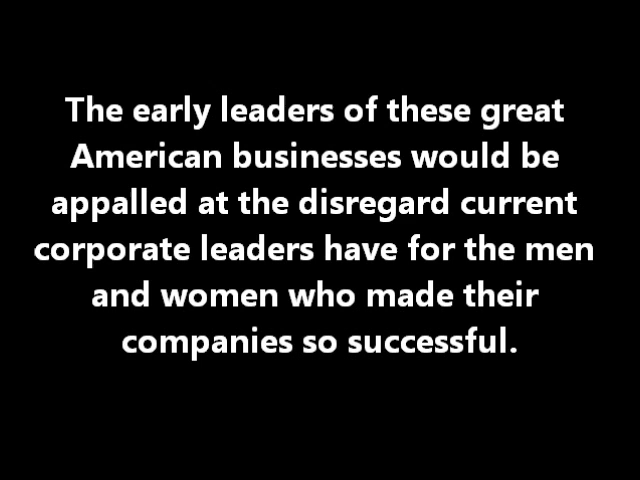 The early leaders of these great
American businesses would be
appalled at the disregard current
corporate leaders have for the men
and women who made their
companies so successful.